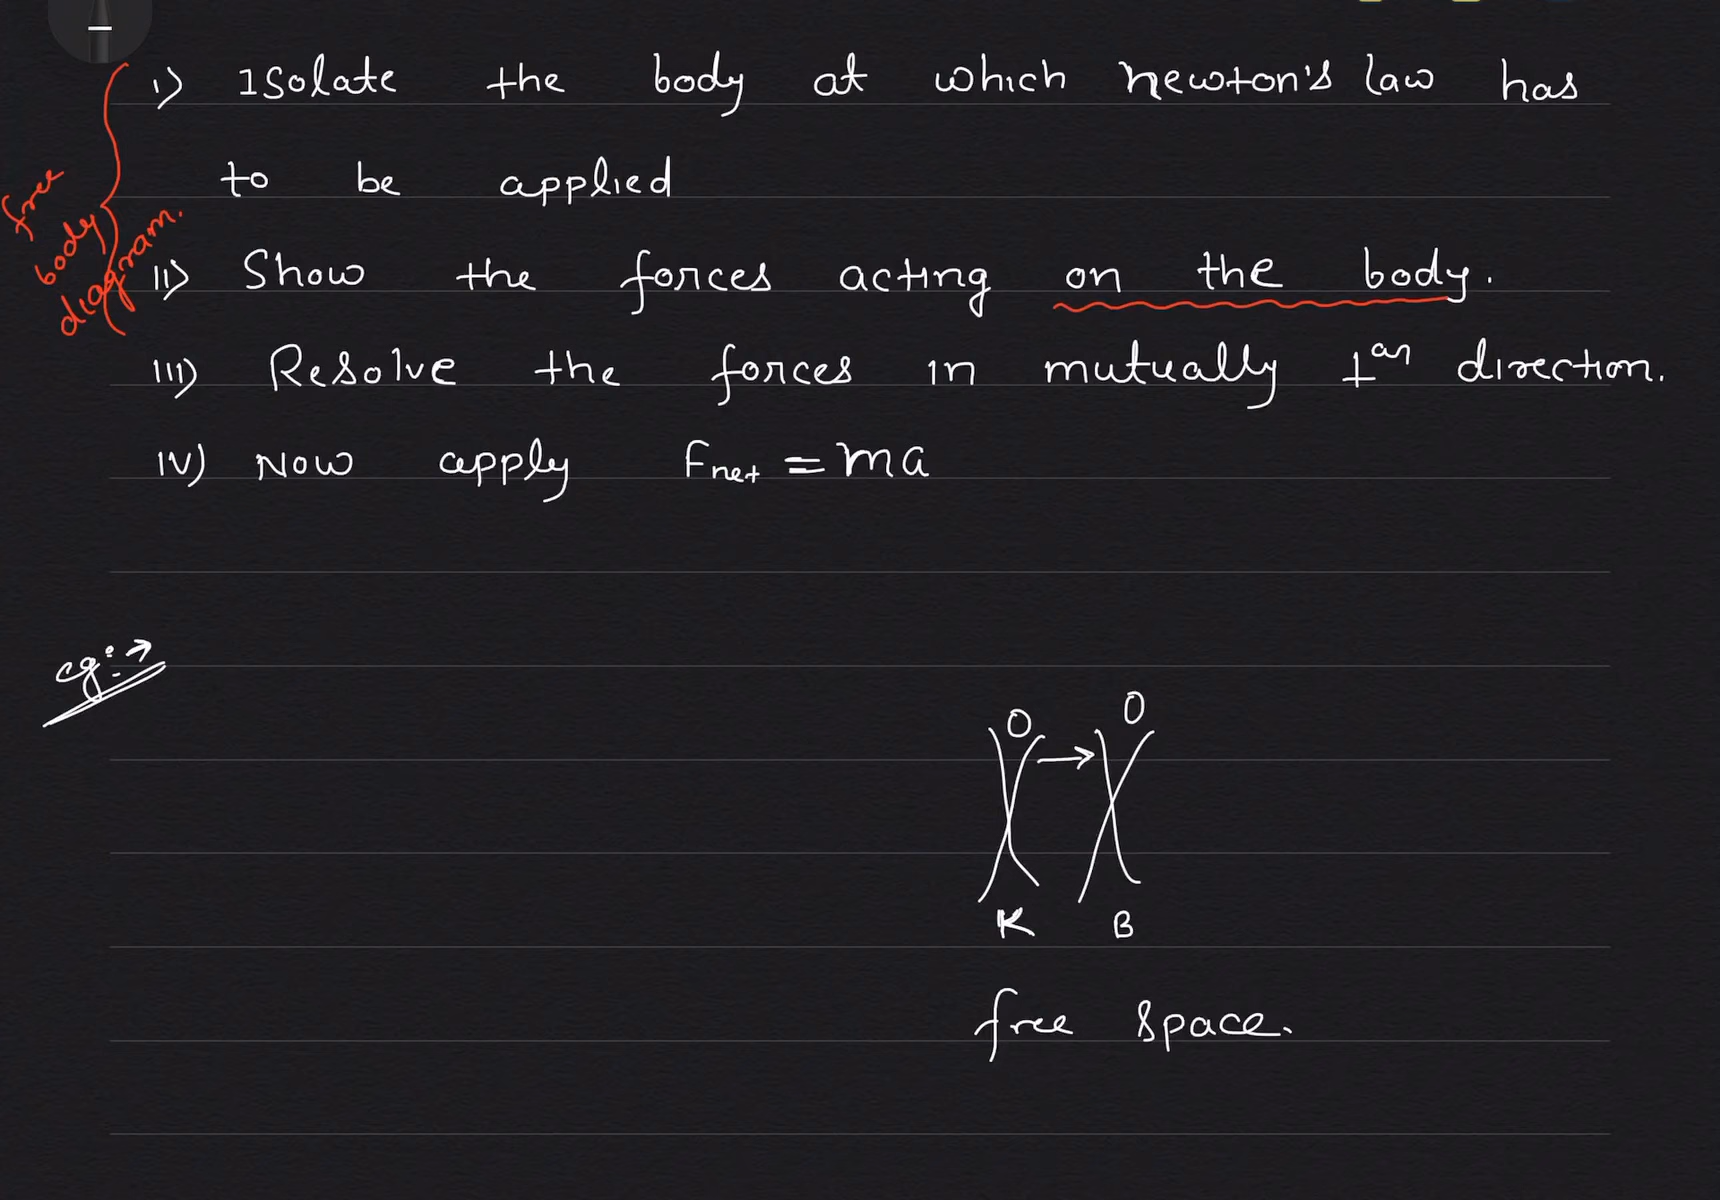 I) Isolate the body at which newton's law has
to be applied
free
body
diagram.
II) Show the forces acting on the body.
III) Resolve the forces in mutually ⊥ar direction.
IV) Now apply Fnet = ma
eg:→
K B
free space.